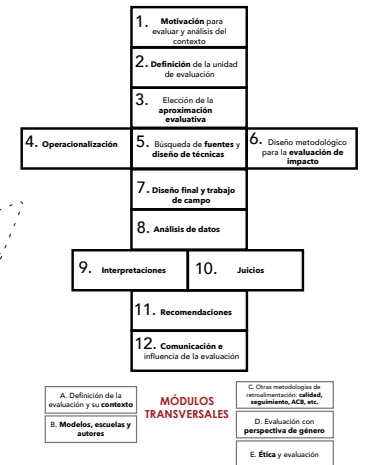 1. Motivación para
evaluar y análisis del
contexto
2. Definición de la unidad
de evaluación
3. Elección de la
aproximación
evaluativa
4. Operacionalización
5. Búsqueda de fuentes y
diseño de técnicas
6. Diseño metodológico
para la evaluación de
impacto
7. Diseño final y trabajo
de campo
8. Análisis de datos
9. Interpretaciones
10. Juicios
11. Recomendaciones
12. Comunicación e
influencia de la evaluación
A. Definición de la
evaluación y su contexto
B. Modelos, escuelas y
autores
MÓDULOS
TRANSVERSALES
C. Otras metodologías de
retroalimentación: calidad,
seguimiento, ACB, etc.
D. Evaluación con
perspectiva de género
E. Ética y evaluación